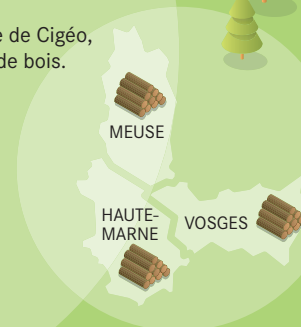 e de Cigéo,
de bois.
MEUSE
HAUTE-
MARNE
VOSGES